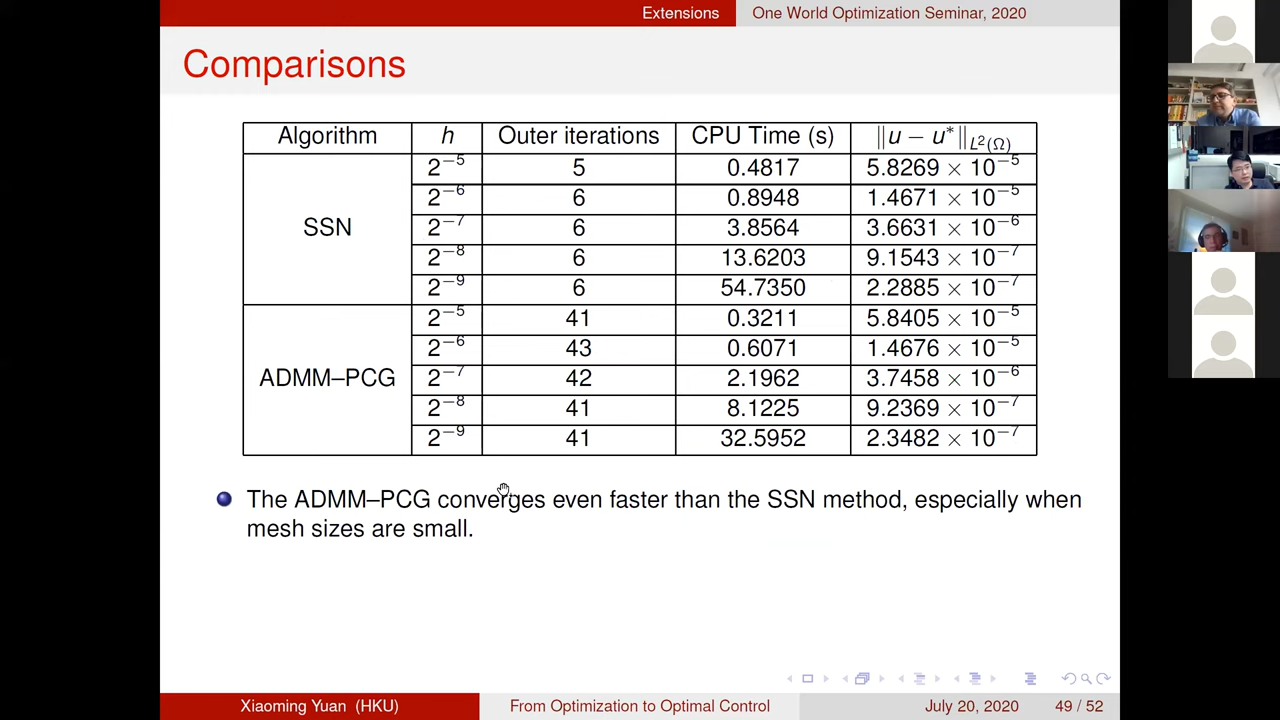 Extensions One World Optimization Seminar, 2020
Comparisons
Algorithm h Outer iterations CPU Time (s) ‖u − u*‖L²(Ω)
SSN
2⁻⁵ 5 0.4817 5.8269 × 10⁻⁵
2⁻⁶ 6 0.8948 1.4671 × 10⁻⁵
2⁻⁷ 6 3.8564 3.6631 × 10⁻⁶
2⁻⁸ 6 13.6203 9.1543 × 10⁻⁷
2⁻⁹ 6 54.7350 2.2885 × 10⁻⁷
ADMM–PCG
2⁻⁵ 41 0.3211 5.8405 × 10⁻⁵
2⁻⁶ 43 0.6071 1.4676 × 10⁻⁵
2⁻⁷ 42 2.1962 3.7458 × 10⁻⁶
2⁻⁸ 41 8.1225 9.2369 × 10⁻⁷
2⁻⁹ 41 32.5952 2.3482 × 10⁻⁷
The ADMM–PCG converges even faster than the SSN method, especially when
mesh sizes are small.
Xiaoming Yuan (HKU) From Optimization to Optimal Control July 20, 2020 49 / 52